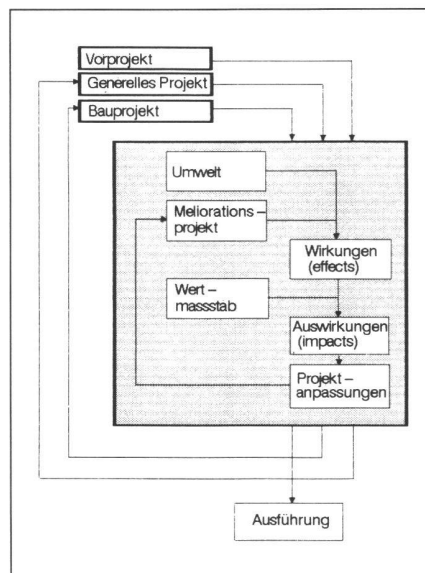 Vorprojekt
Generelles Projekt
Bauprojekt
Umwelt
Meliorations–
projekt
Wirkungen
(effects)
Wert–
massstab
Auswirkungen
(impacts)
Projekt–
anpassungen
Ausführung